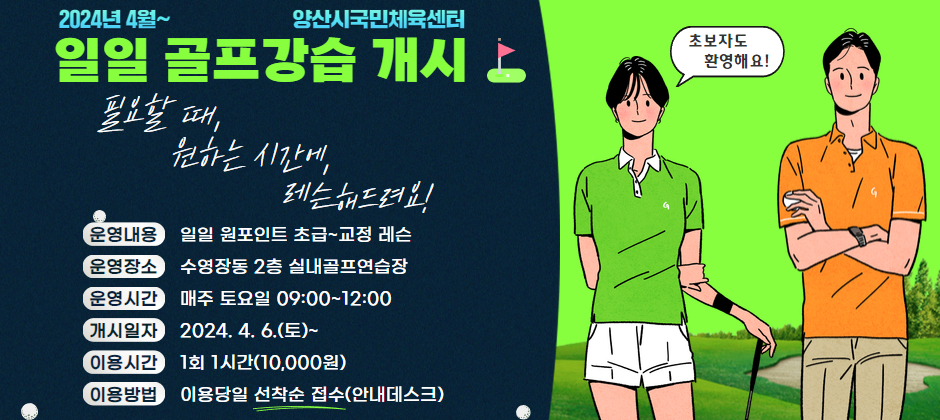 2024년 4월~ 양산시국민체육센터
일일 골프강습 개시
필요할 때,
원하는 시간에,
레슨해드려요!
초보자도
환영해요!
운영내용 일일 원포인트 초급~교정 레슨
운영장소 수영장동 2층 실내골프연습장
운영시간 매주 토요일 09:00~12:00
개시일자 2024. 4. 6.(토)~
이용시간 1회 1시간(10,000원)
이용방법 이용당일 선착순 접수(안내데스크)